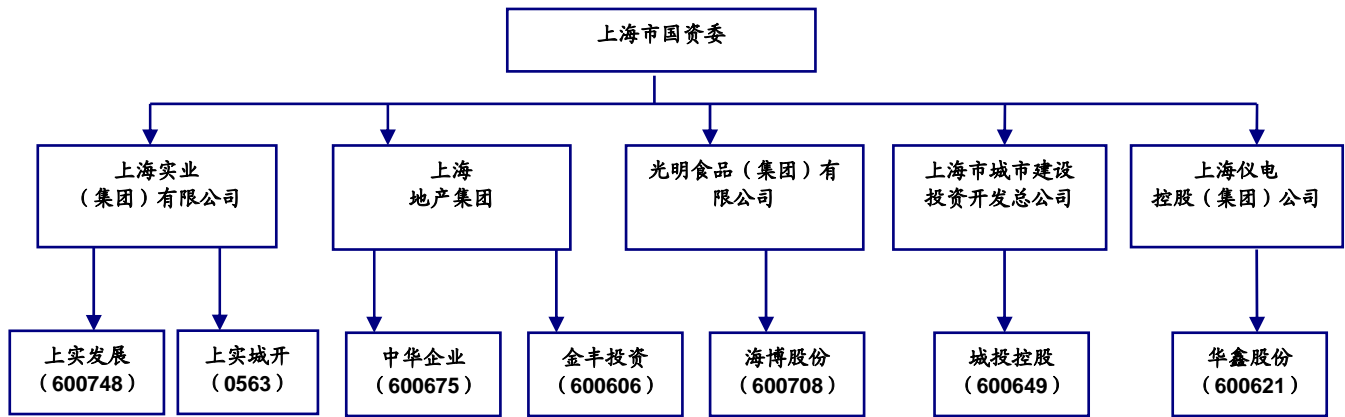 上海市国资委
上海实业
（集团）有限公司
上海
地产集团
光明食品（集团）有
限公司
上海市城市建设
投资开发总公司
上海仪电
控股（集团）公司
上实发展
（600748）
上实城开
（0563）
中华企业
（600675）
金丰投资
（600606）
海博股份
（600708）
城投控股
（600649）
华鑫股份
（600621）